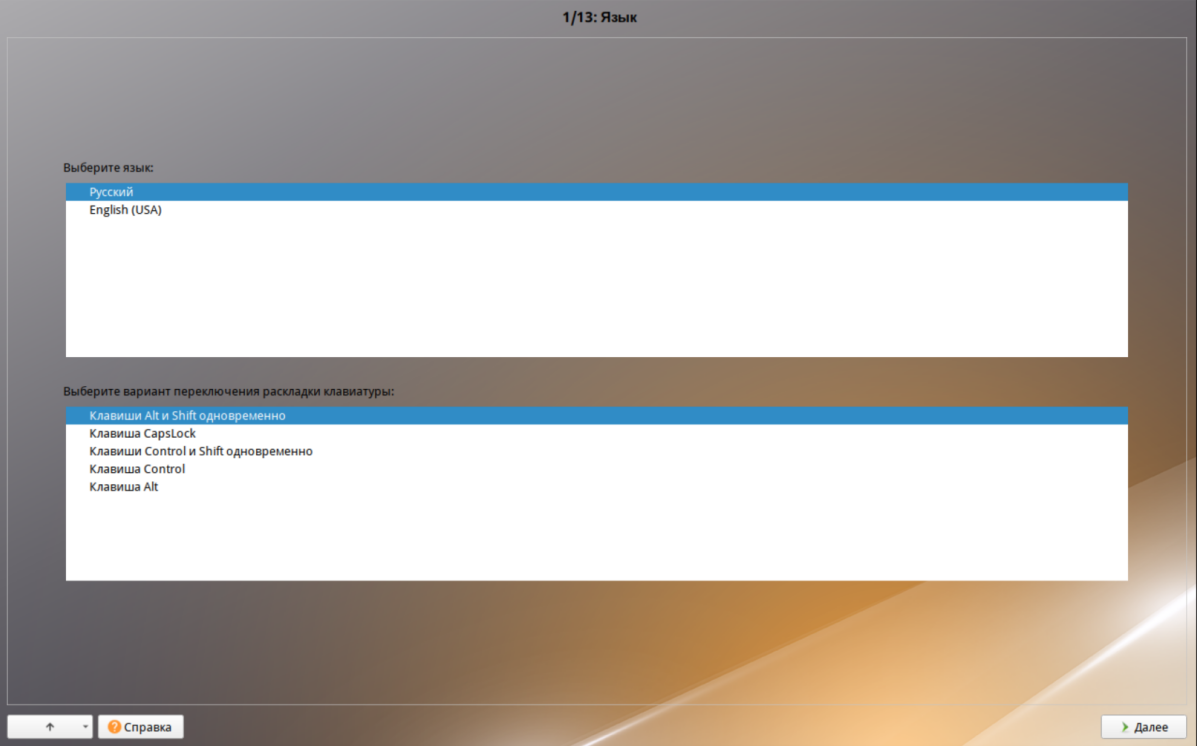 1/13: Язык
Выберите язык:
Русский
English (USA)
Выберите вариант переключения раскладки клавиатуры:
Клавиши Alt и Shift одновременно
Клавиша CapsLock
Клавиши Control и Shift одновременно
Клавиша Control
Клавиша Alt
Справка
Далее